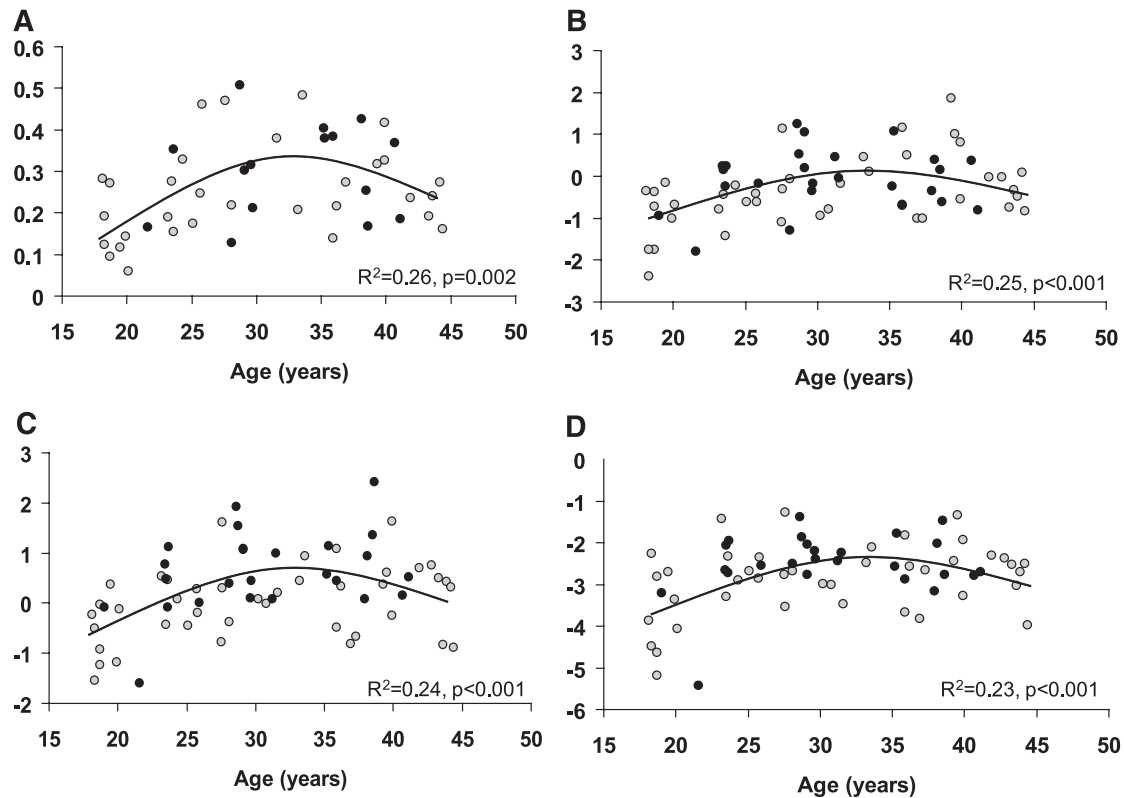 A
0.6
0.5
0.4
0.3
0.2
0.1
0
R²=0.26, p=0.002
15 20 25 30 35 40 45 50
Age (years)
B
3
2
1
0
-1
-2
-3
R²=0.25, p<0.001
15 20 25 30 35 40 45 50
Age (years)
C
3
2
1
0
-1
-2
R²=0.24, p<0.001
15 20 25 30 35 40 45 50
Age (years)
D
0
-1
-2
-3
-4
-5
-6
R²=0.23, p<0.001
15 20 25 30 35 40 45 50
Age (years)